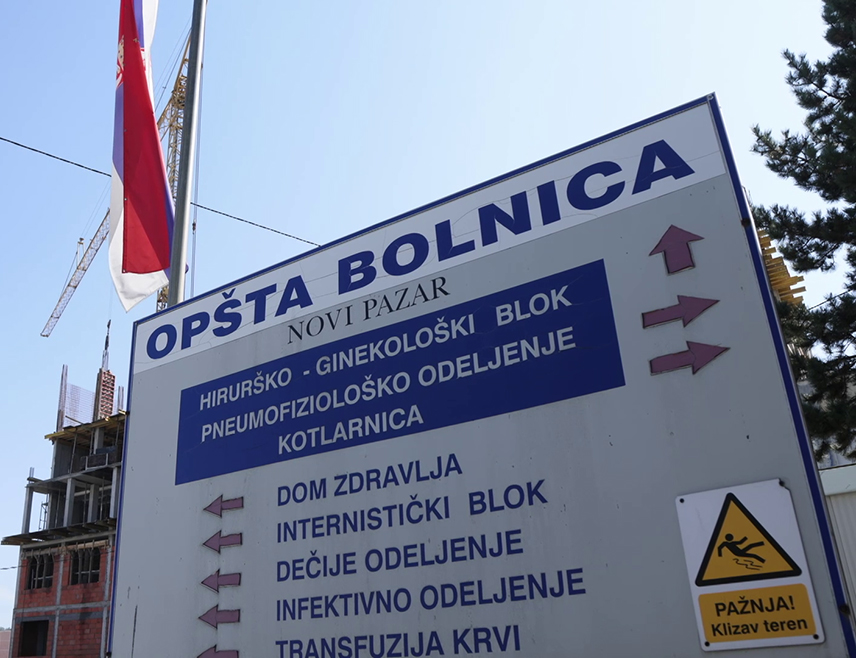 OPŠTA BOLNICA
NOVI PAZAR
HIRURŠKO - GINEKOLOŠKI BLOK
PNEUMOFIZIOLOŠKO ODELJENJE
KOTLARNICA
DOM ZDRAVLJA
INTERNISTIČKI BLOK
DEČIJE ODELJENJE
INFEKTIVNO ODELJENJE
TRANSFUZIJA KRVI
PAŽNJA!
Klizav teren